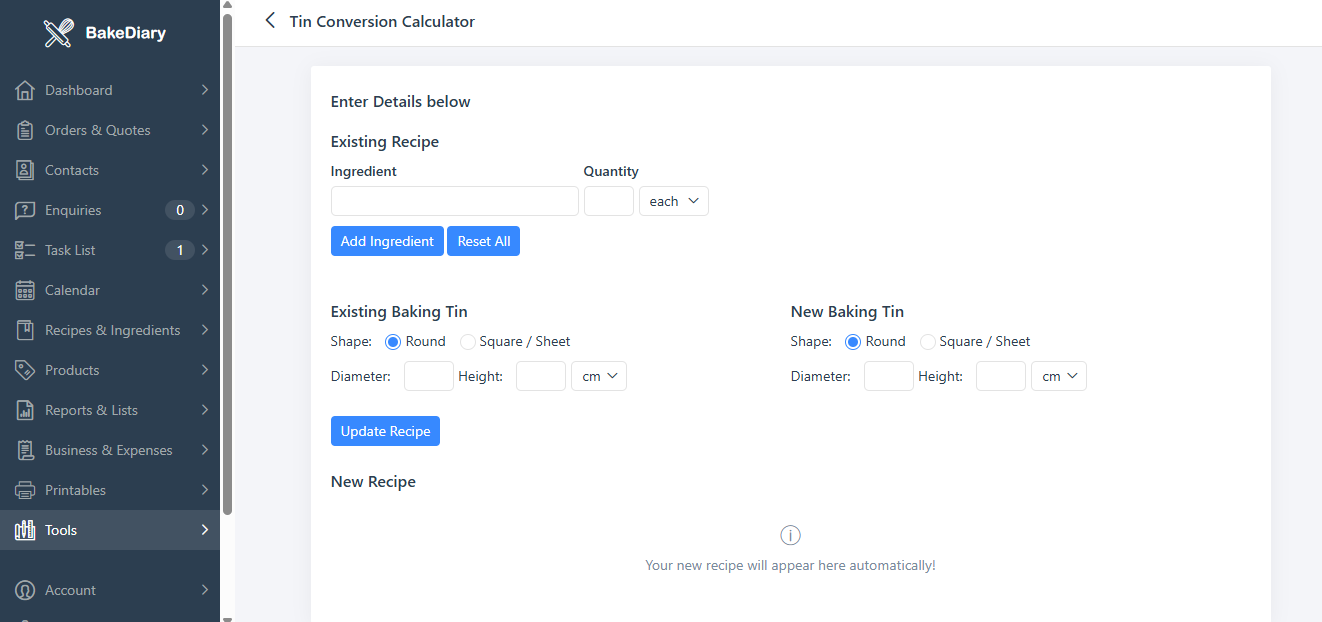 BakeDiary
Dashboard
Orders & Quotes
Contacts
Enquiries 0
Task List 1
Calendar
Recipes & Ingredients
Products
Reports & Lists
Business & Expenses
Printables
Tools
Account
Tin Conversion Calculator
Enter Details below
Existing Recipe
Ingredient Quantity
each
Add Ingredient Reset All
Existing Baking Tin
Shape: Round Square / Sheet
Diameter: Height: cm
New Baking Tin
Shape: Round Square / Sheet
Diameter: Height: cm
Update Recipe
New Recipe
Your new recipe will appear here automatically!